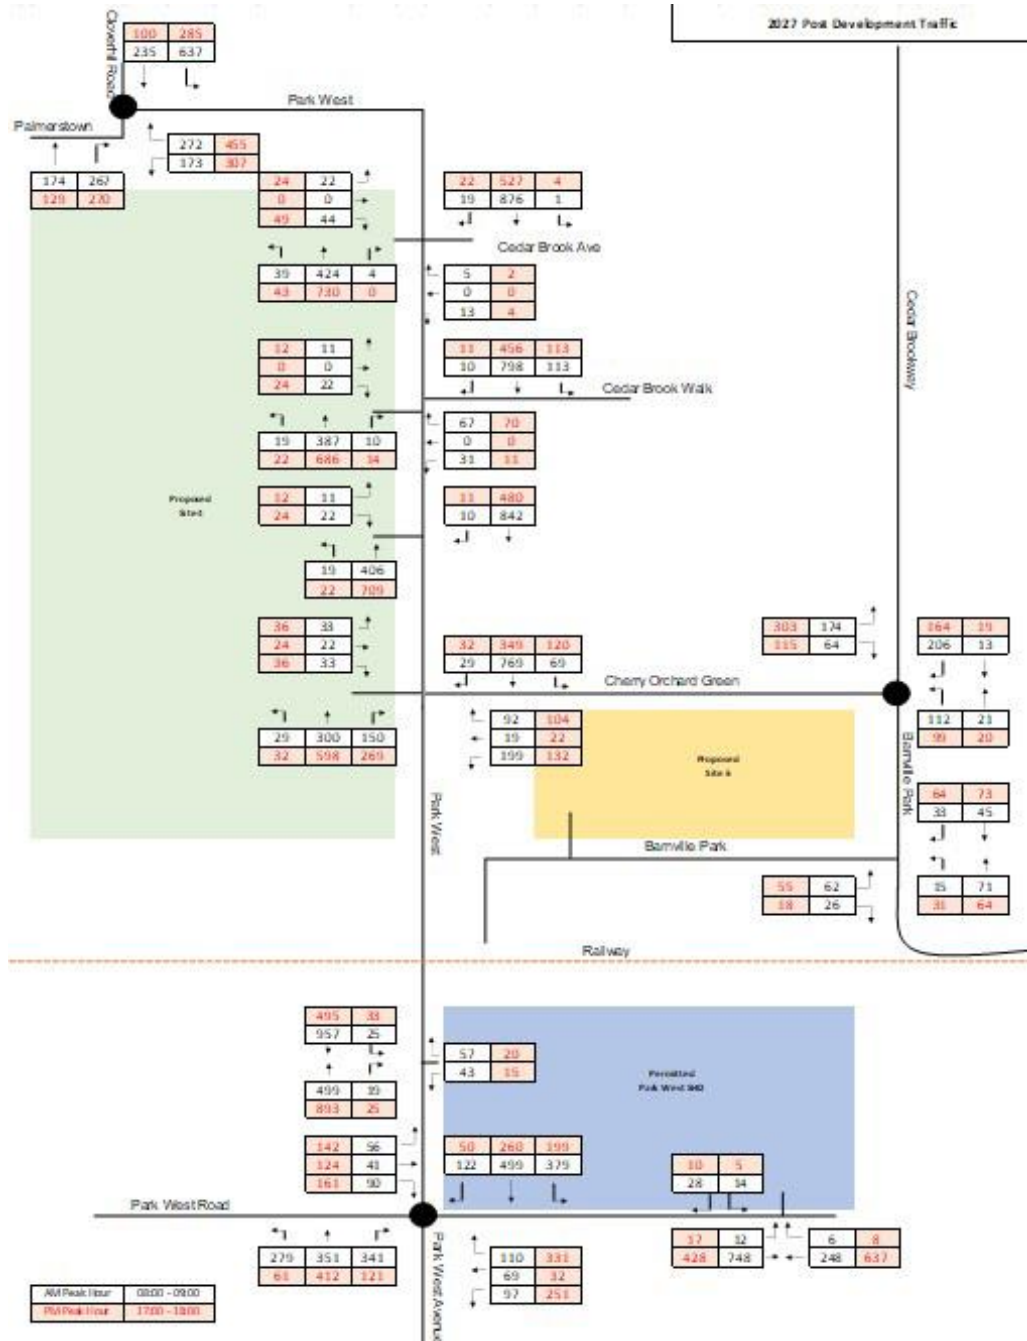 2027 Post Development Traffic
Cloverhill Road
100 285
235 637
Park West
Palmerstown
272 455
173 307
174 267
129 270
24 22
0 0
49 44
22 527 4
19 876 1
Cedar Brook Ave
39 424 4
43 730 0
5 2
0 0
13 4
Cedar Brookway
12 11
0 0
24 22
11 456 113
10 798 113
Cedar Brook Walk
19 387 10
22 686 14
67 70
0 0
31 11
Proposed
12 11
24 22
11 480
10 842
19 406
22 709
36 33
24 22
36 33
32 349 120
29 769 69
303 174
115 64
164 19
206 13
Cherry Orchard Green
29 300 150
32 598 269
92 104
19 22
199 132
112 21
99 20
Proposed
Site 6
Barnville Park
Park West
64 73
33 45
Barnville Park
55 62
18 26
15 71
31 64
Railway
495 33
957 25
57 20
43 15
499 19
893 25
Permitted
Park West SHD
142 56
124 41
161 90
50 260 199
122 499 379
10 5
28 14
Park West Road
279 351 341
61 412 121
Park West Avenue
110 331
69 32
97 251
17 12
428 748
6 8
248 637
AM Peak Hour 08:00 - 09:00
PM Peak Hour 17:00 - 18:00